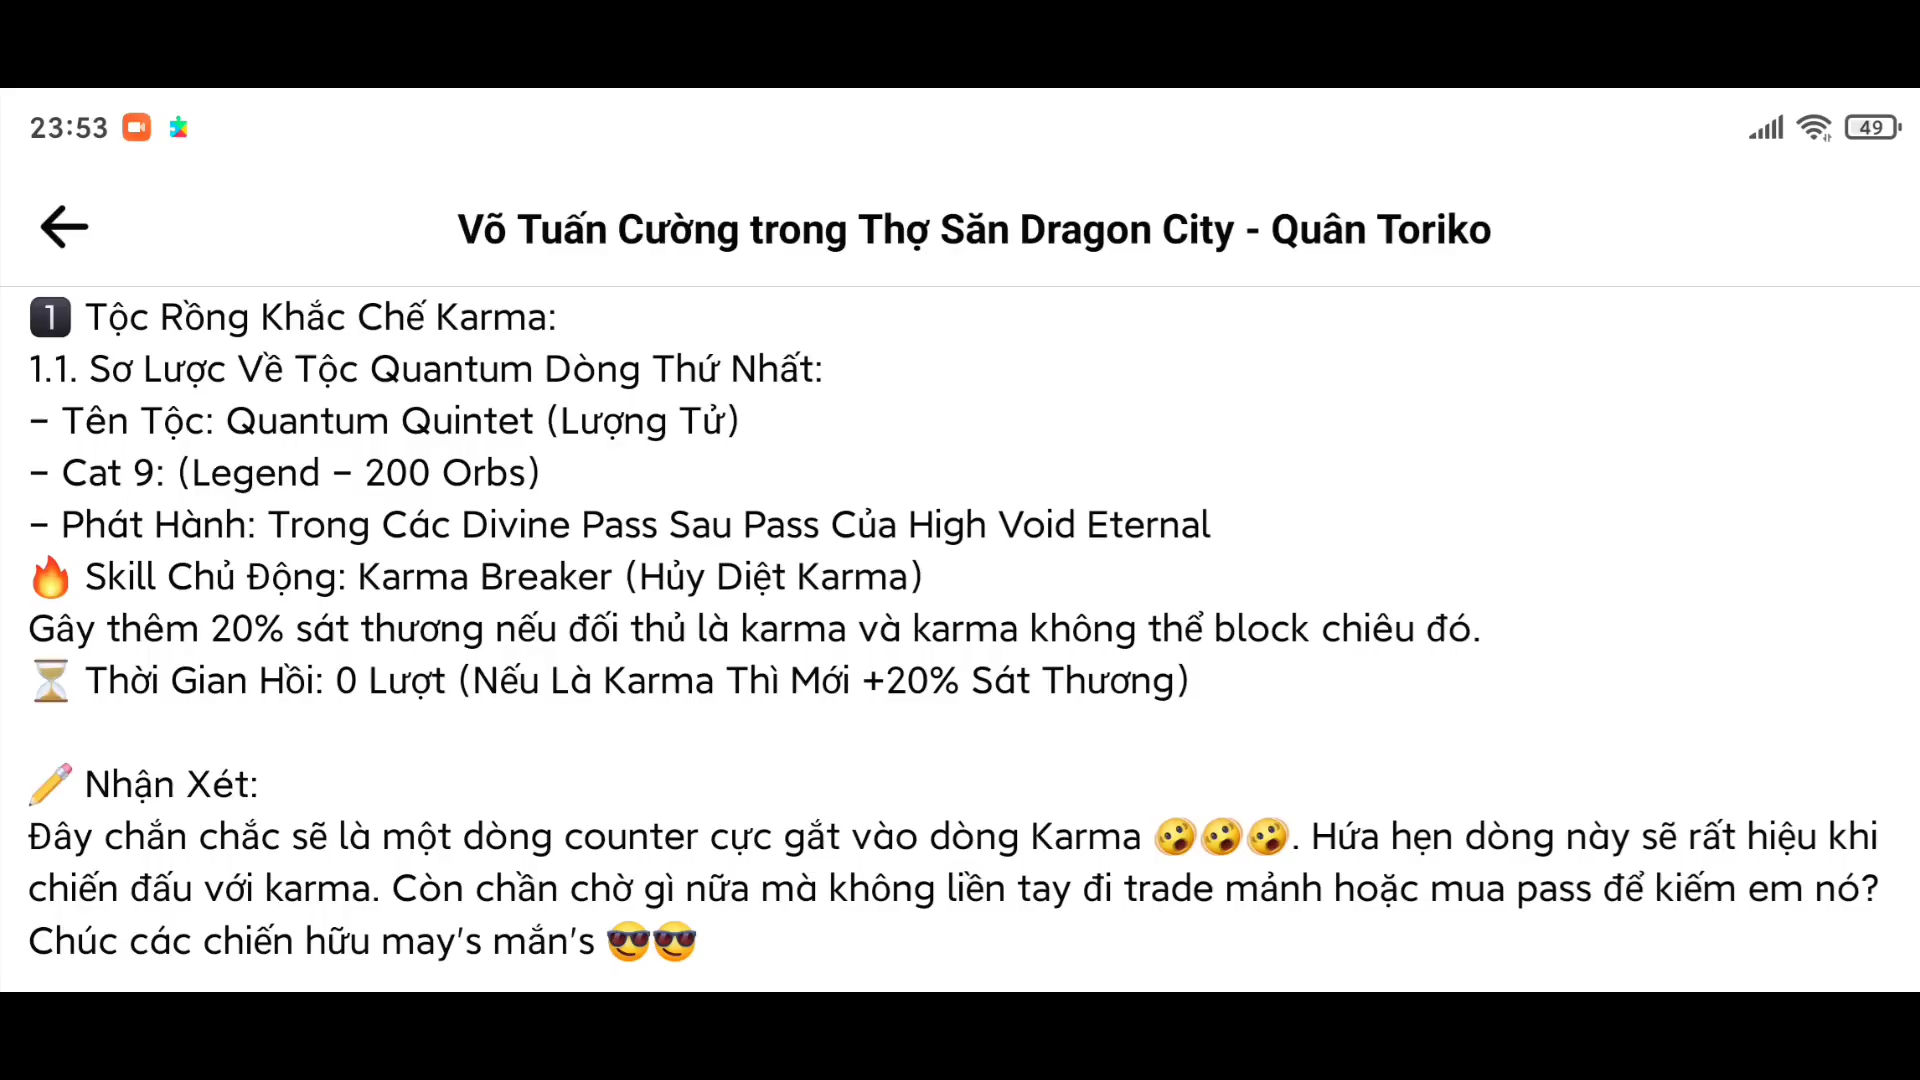 23:53
49
Võ Tuấn Cường trong Thợ Săn Dragon City - Quân Toriko
1 Tộc Rồng Khắc Chế Karma:
1.1. Sơ Lược Về Tộc Quantum Dòng Thứ Nhất:
– Tên Tộc: Quantum Quintet (Lượng Tử)
– Cat 9: (Legend – 200 Orbs)
– Phát Hành: Trong Các Divine Pass Sau Pass Của High Void Eternal
🔥 Skill Chủ Động: Karma Breaker (Hủy Diệt Karma)
Gây thêm 20% sát thương nếu đối thủ là karma và karma không thể block chiêu đó.
⏳ Thời Gian Hồi: 0 Lượt (Nếu Là Karma Thì Mới +20% Sát Thương)
✏️ Nhận Xét:
Đây chắn chắc sẽ là một dòng counter cực gắt vào dòng Karma 😮😮😮. Hứa hẹn dòng này sẽ rất hiệu khi
chiến đấu với karma. Còn chần chờ gì nữa mà không liền tay đi trade mảnh hoặc mua pass để kiếm em nó?
Chúc các chiến hữu may's mắn's 😎😎